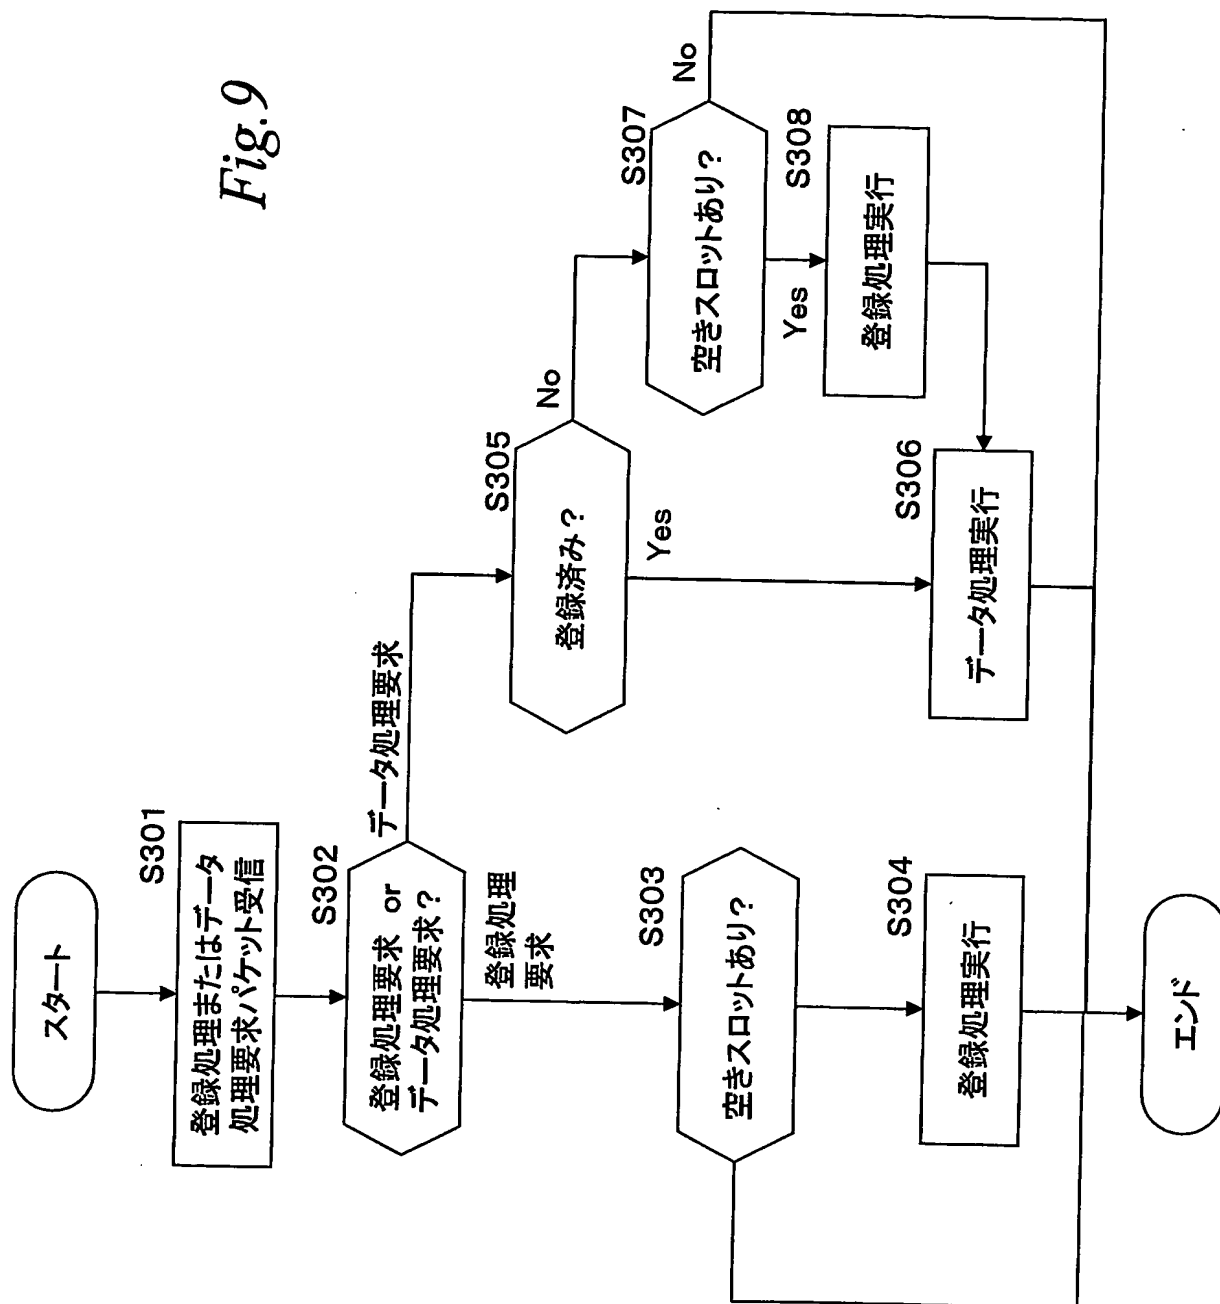 Fig.9
スタート
S301
登録処理またはデータ
処理要求パケット受信
S302
登録処理要求 or
データ処理要求？
データ処理要求
登録処理
要求
S303
空きスロットあり？
S304
登録処理実行
S305
登録済み？
No
Yes
S307
空きスロットあり？
No
Yes
S308
登録処理実行
S306
データ処理実行
エンド